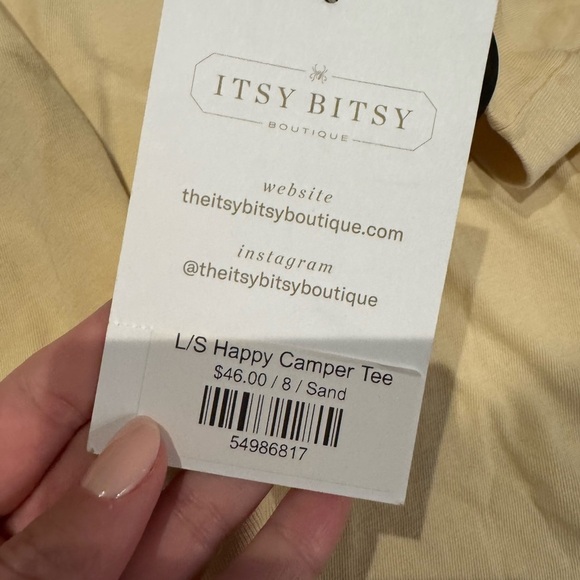 ITSY BITSY
BOUTIQUE
website
theitsybitsyboutique.com
instagram
@theitsybitsyboutique
L/S Happy Camper Tee
$46.00 / 8 / Sand
54986817